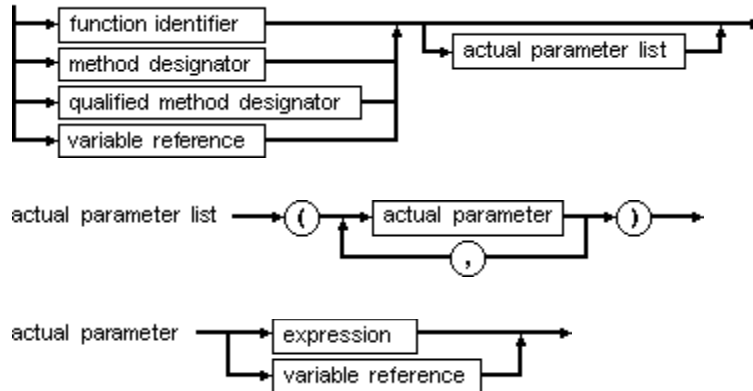 function identifier
method designator
actual parameter list
qualified method designator
variable reference
actual parameter list ( actual parameter )
,
actual parameter expression
variable reference